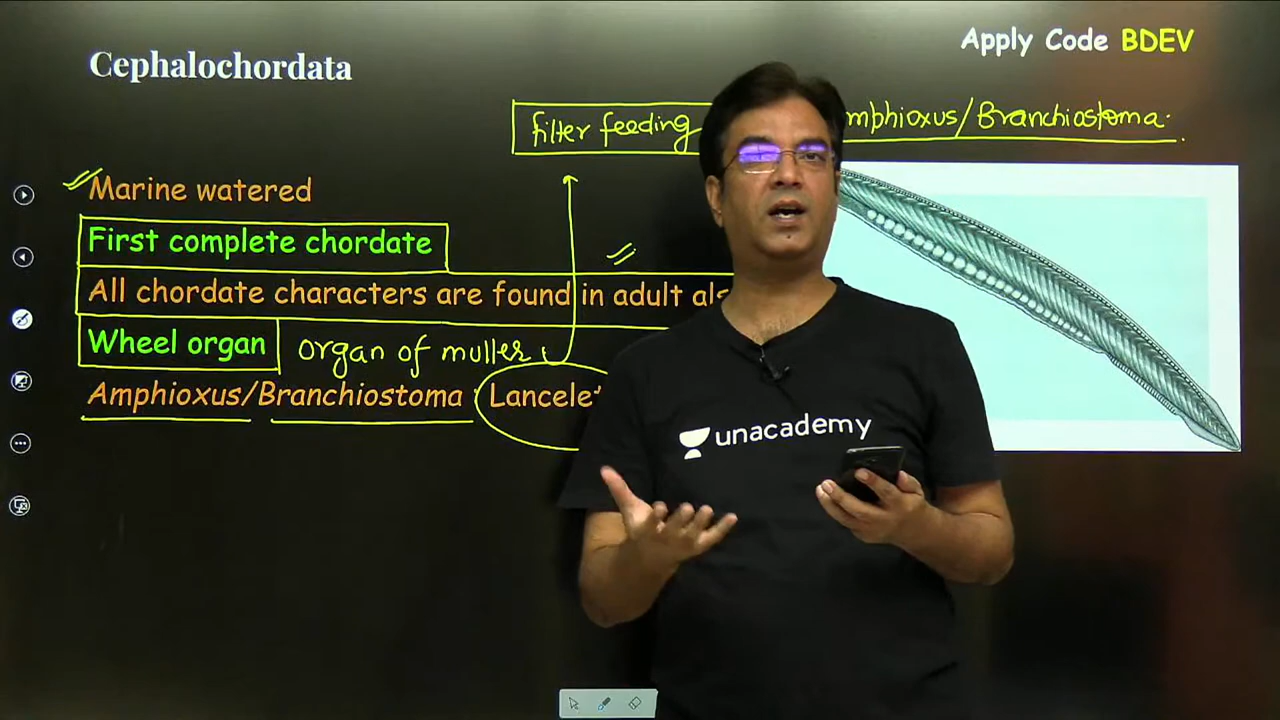 Apply Code BDEV
Cephalochordata
filter feeding
mphioxus/Branchiostoma.
Marine watered
First complete chordate
All chordate characters are found in adult als
Wheel organ organ of muller
Amphioxus/Branchiostoma Lancele
unacademy